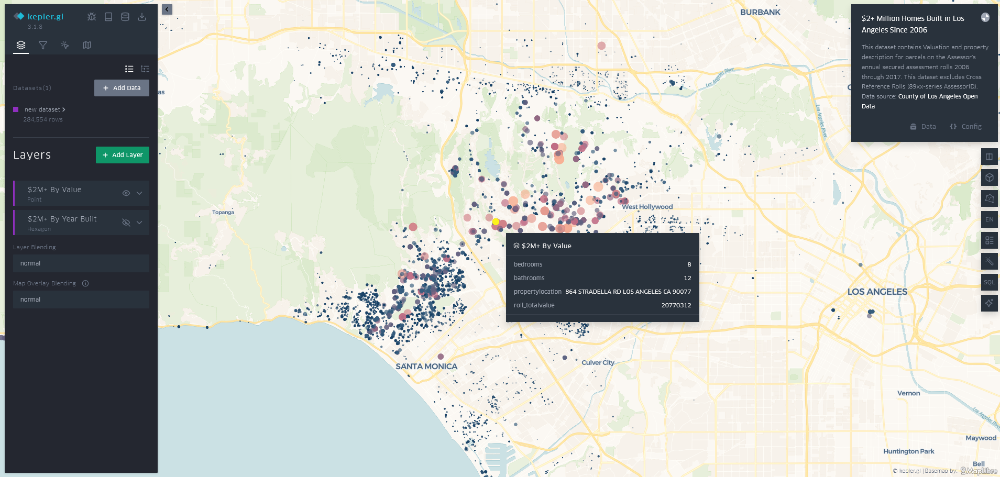 kepler.gl
3.1.8
Datasets(1)
+ Add Data
new dataset
284,554 rows
Layers
+ Add Layer
$2M+ By Value
Point
$2M+ By Year Built
Hexagon
Layer Blending
normal
Map Overlay Blending
normal
BURBANK
as
Los Angeles River
Los Angeles River
Topanga
West Hollywood
LOS ANGELES
SANTA MONICA
Culver City
Vernon
Los Angeles River
Maywood
Huntington Park
Bell
$2M+ By Value
bedrooms 8
bathrooms 12
propertylocation 864 STRADELLA RD LOS ANGELES CA 90077
roll_totalvalue 20770312
$2+ Million Homes Built in Los
Angeles Since 2006
This dataset contains Valuation and property
description for parcels on the Assessor's
annual secured assessment rolls 2006
through 2017. This dataset excludes Cross
Reference Rolls (89xx-series AssessorID).
Data source: County of Los Angeles Open
Data
Data
Config
EN
SQL
© kepler.gl | Basemap by: MapLibre